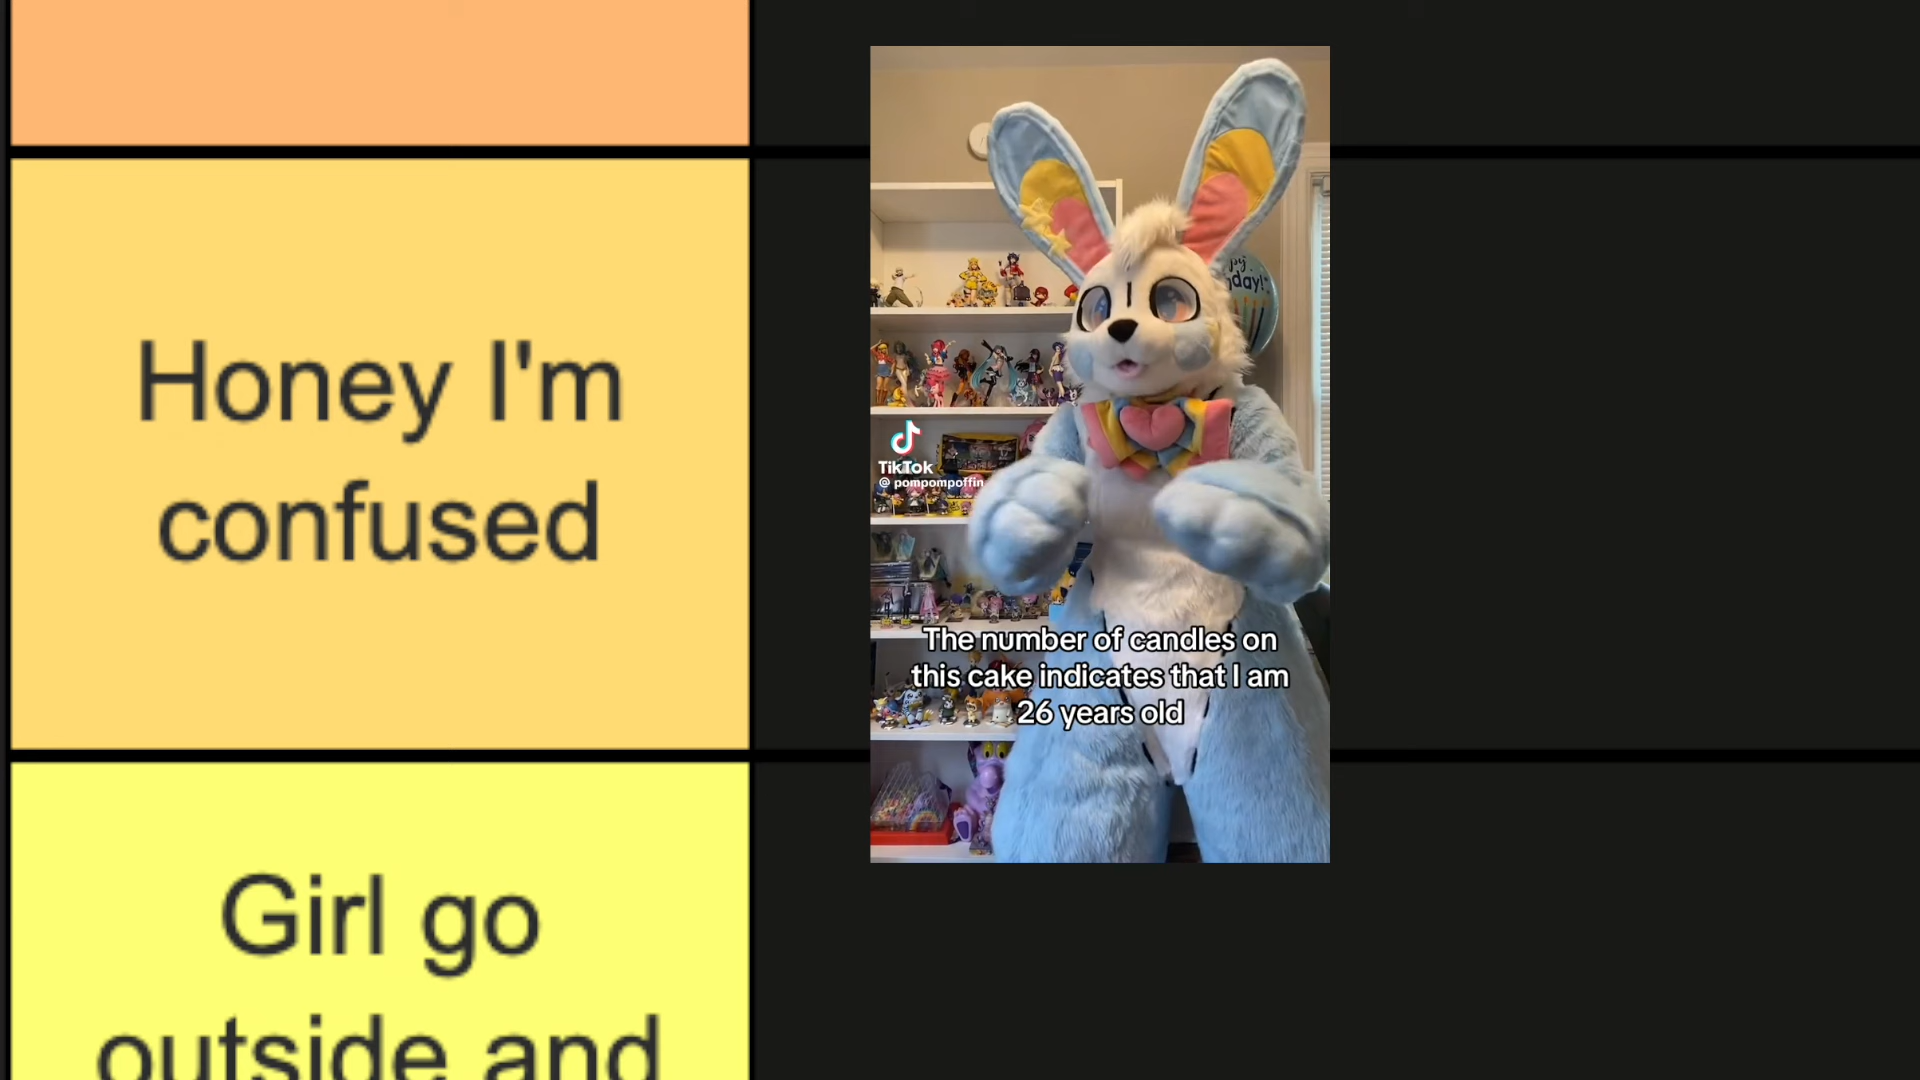 Honey I'm
confused
Girl go
outside and
day!
TikTok
@ pompompoffin
The number of candles on
this cake indicates that I am
26 years old